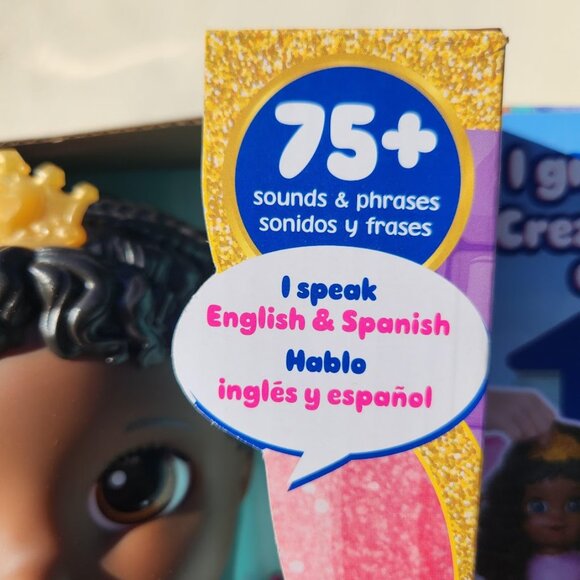 75+
sounds & phrases
sonidos y frases
I speak
English & Spanish
Hablo
inglés y español
I